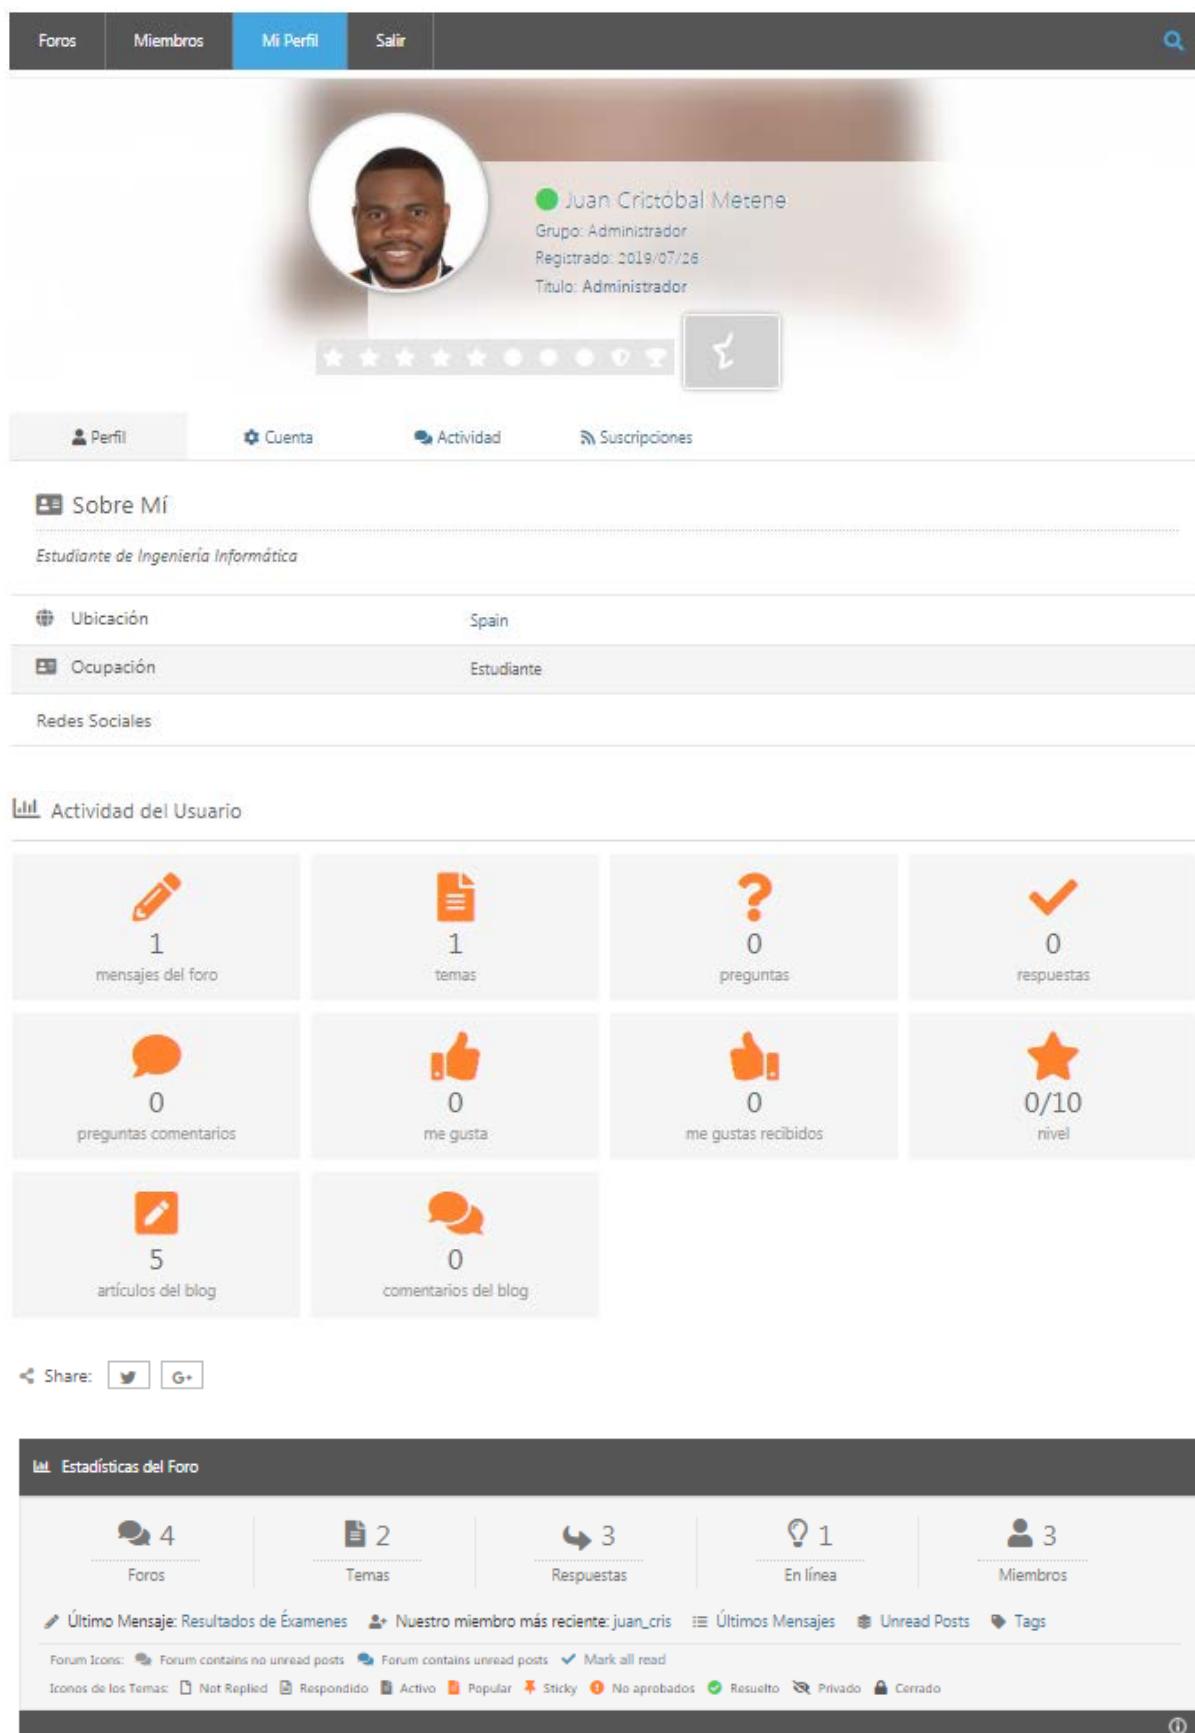 Foros Miembros Mi Perfil Salir
Juan Cristóbal Metene
Grupo: Administrador
Registrado: 2019/07/26
Titulo: Administrador
Perfil Cuenta Actividad Suscripciones
Sobre Mí
Estudiante de Ingeniería Informática
Ubicación Spain
Ocupación Estudiante
Redes Sociales
Actividad del Usuario
1 1 0 0
mensajes del foro temas preguntas respuestas
0 0 0 0/10
preguntas comentarios me gusta me gustas recibidos nivel
5 0
artículos del blog comentarios del blog
Share: G+
Estadísticas del Foro
4 2 3 1 3
Foros Temas Respuestas En línea Miembros
Último Mensaje: Resultados de Éxamenes Nuestro miembro más reciente: juan_cris Últimos Mensajes Unread Posts Tags
Forum Icons: Forum contains no unread posts Forum contains unread posts Mark all read
Iconos de los Temas: Not Replied Respondido Activo Popular Sticky No aprobados Resuelto Privado Cerrado